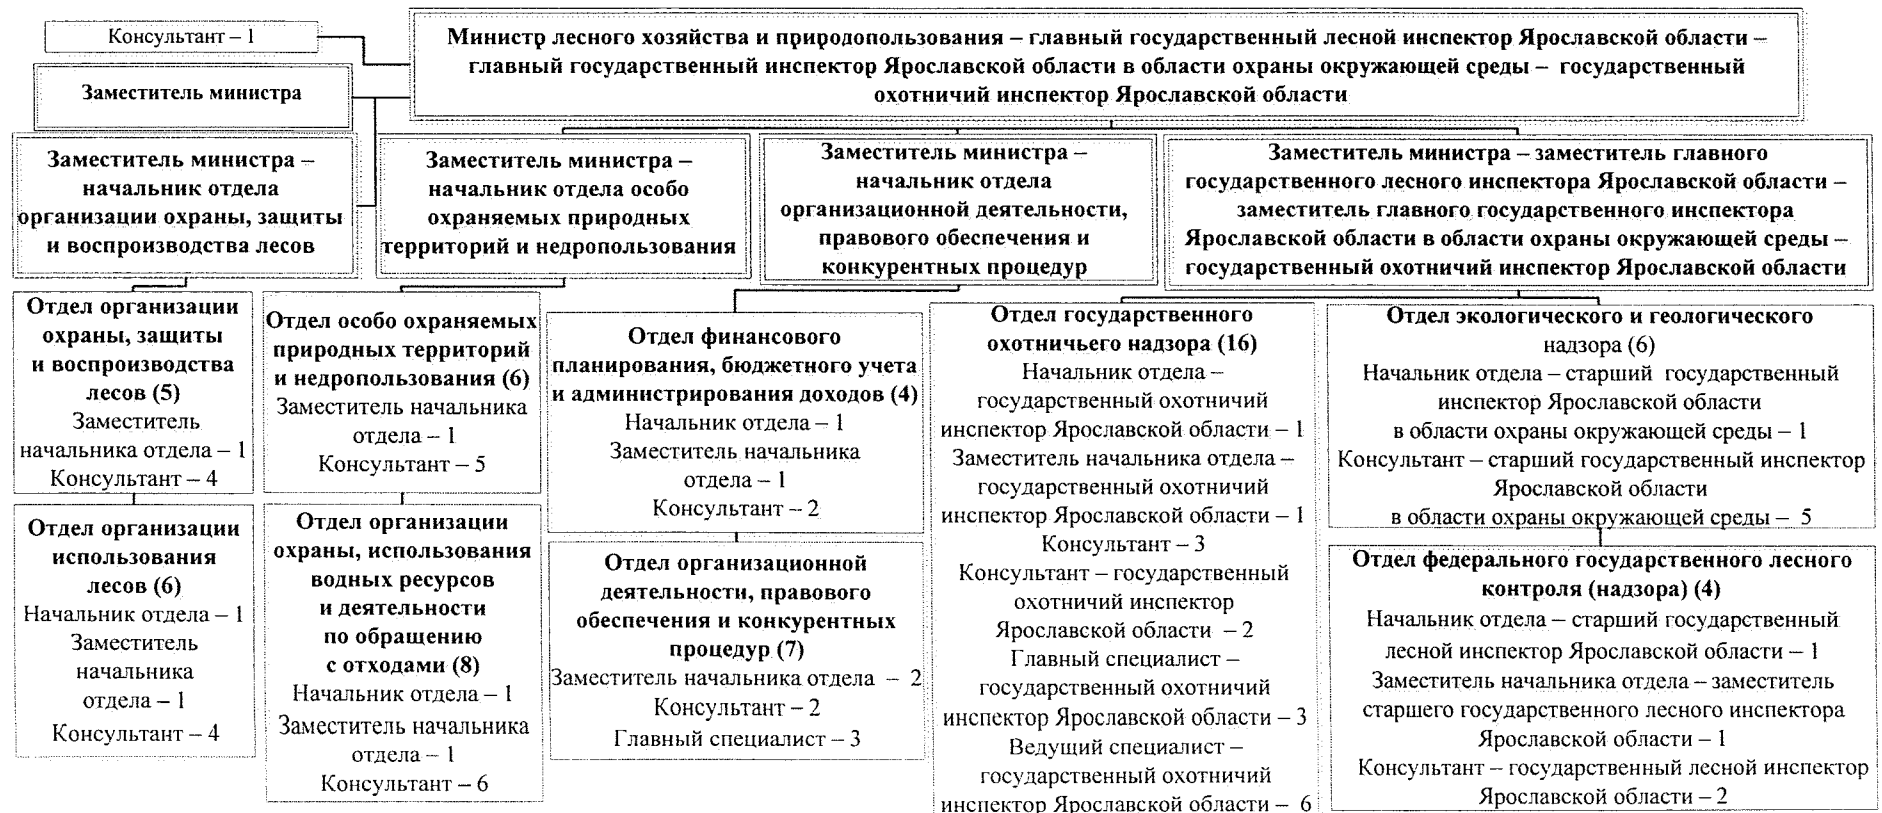 Консультант – 1
Министр лесного хозяйства и природопользования – главный государственный лесной инспектор Ярославской области –
главный государственный инспектор Ярославской области в области охраны окружающей среды – государственный
охотничий инспектор Ярославской области
Заместитель министра
Заместитель министра –
начальник отдела
организации охраны, защиты
и воспроизводства лесов
Заместитель министра –
начальник отдела особо
охраняемых природных
территорий и недропользования
Заместитель министра –
начальник отдела
организационной деятельности,
правового обеспечения и
конкурентных процедур
Заместитель министра – заместитель главного
государственного лесного инспектора Ярославской области –
заместитель главного государственного инспектора
Ярославской области в области охраны окружающей среды –
государственный охотничий инспектор Ярославской области
Отдел организации
охраны, защиты
и воспроизводства
лесов (5)
Заместитель
начальника отдела – 1
Консультант – 4
Отдел организации
использования
лесов (6)
Начальник отдела – 1
Заместитель
начальника
отдела – 1
Консультант – 4
Отдел особо охраняемых
природных территорий
и недропользования (6)
Заместитель начальника
отдела – 1
Консультант – 5
Отдел организации
охраны, использования
водных ресурсов
и деятельности
по обращению
с отходами (8)
Начальник отдела – 1
Заместитель начальника
отдела – 1
Консультант – 6
Отдел финансового
планирования, бюджетного учета
и администрирования доходов (4)
Начальник отдела – 1
Заместитель начальника
отдела – 1
Консультант – 2
Отдел организационной
деятельности, правового
обеспечения и конкурентных
процедур (7)
Заместитель начальника отдела – 2
Консультант – 2
Главный специалист – 3
Отдел государственного
охотничьего надзора (16)
Начальник отдела –
государственный охотничий
инспектор Ярославской области – 1
Заместитель начальника отдела –
государственный охотничий
инспектор Ярославской области – 1
Консультант – 3
Консультант – государственный
охотничий инспектор
Ярославской области – 2
Главный специалист –
государственный охотничий
инспектор Ярославской области – 3
Ведущий специалист –
государственный охотничий
инспектор Ярославской области – 6
Отдел экологического и геологического
надзора (6)
Начальник отдела – старший государственный
инспектор Ярославской области
в области охраны окружающей среды – 1
Консультант – старший государственный инспектор
Ярославской области
в области охраны окружающей среды – 5
Отдел федерального государственного лесного
контроля (надзора) (4)
Начальник отдела – старший государственный
лесной инспектор Ярославской области – 1
Заместитель начальника отдела – заместитель
старшего государственного лесного инспектора
Ярославской области – 1
Консультант – государственный лесной инспектор
Ярославской области – 2